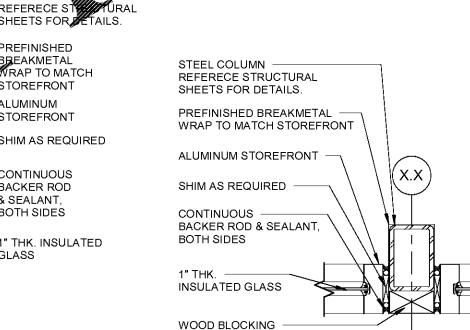 REFERECE STRUCTURAL
SHEETS FOR DETAILS.
PREFINISHED
BREAKMETAL
WRAP TO MATCH
STOREFRONT
ALUMINUM
STOREFRONT
SHIM AS REQUIRED
CONTINUOUS
BACKER ROD
& SEALANT,
BOTH SIDES
1" THK. INSULATED
GLASS
STEEL COLUMN
REFERECE STRUCTURAL
SHEETS FOR DETAILS.
PREFINISHED BREAKMETAL
WRAP TO MATCH STOREFRONT
ALUMINUM STOREFRONT
SHIM AS REQUIRED
CONTINUOUS
BACKER ROD & SEALANT,
BOTH SIDES
1" THK.
INSULATED GLASS
WOOD BLOCKING
X.X